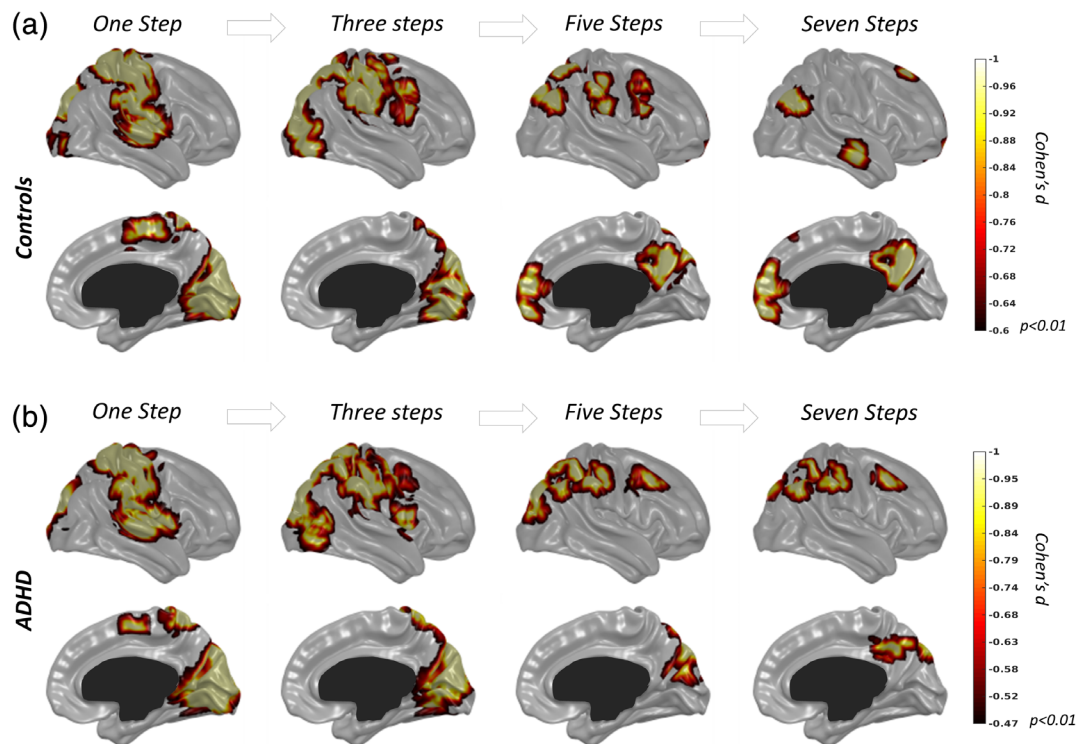 (a)
One Step
Three steps
Five Steps
Seven Steps
Controls
-1
-0.96
-0.92
-0.88
-0.84
-0.8
-0.76
-0.72
-0.68
-0.64
-0.6
Cohen's d
p<0.01
(b)
One Step
Three steps
Five Steps
Seven Steps
ADHD
-1
-0.95
-0.89
-0.84
-0.79
-0.74
-0.68
-0.63
-0.58
-0.52
-0.47
Cohen's d
p<0.01